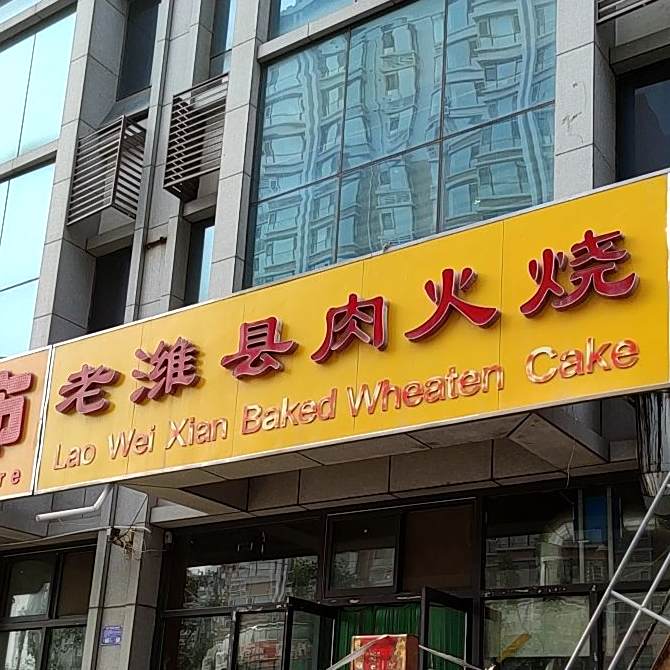 老潍县肉火烧
Lao Wei Xian Baked Wheaten Cake